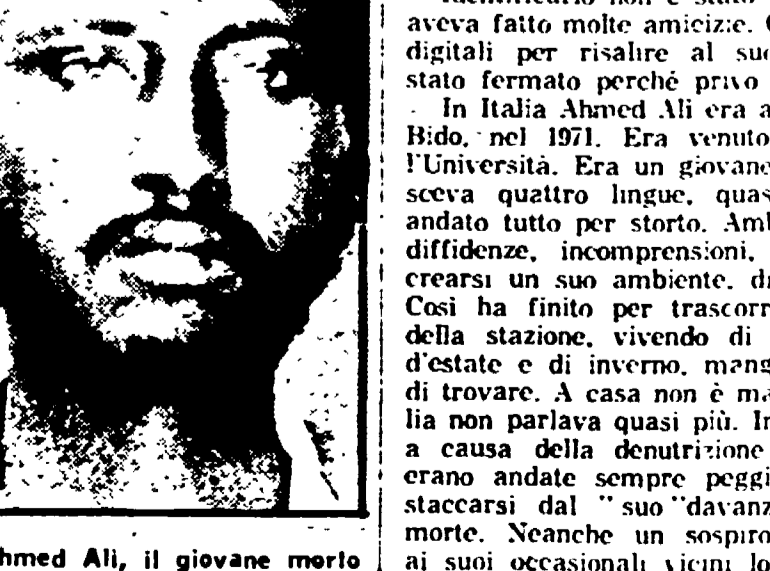 aveva fatto molte amicizie.
digitali per risalire al suo
stato fermato perché privo
In Italia Ahmed Ali era a
Bido, nel 1971. Era venuto
l'Università. Era un giovane
sceva quattro lingue, quas
andato tutto per storto. Amb
diffidenze, incomprensioni,
crearsi un suo ambiente. di
Così ha finito per trascorr
della stazione, vivendo di
d'estate e di inverno, mang
di trovare. A casa non è ma
lia non parlava quasi più. In
a causa della denutrizione
erano andate sempre peggi
staccarsi dal "suo "davanz
morte. Neanche un sospiro
ai suoi occasionali vicini lo
hmed Ali, il giovane morto